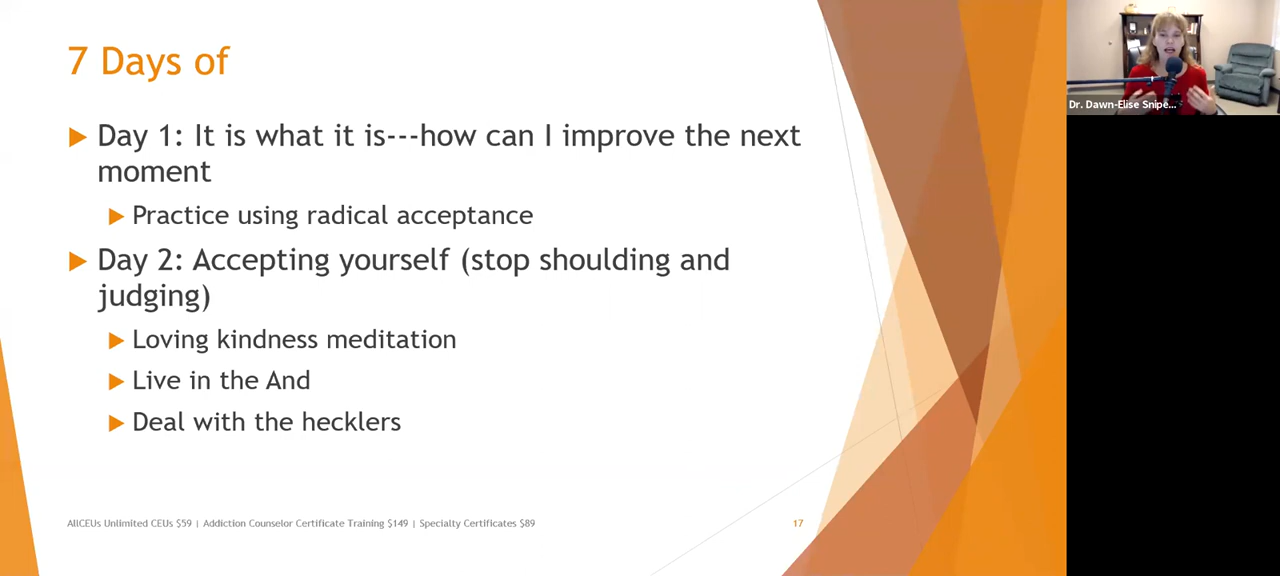 7 Days of
Day 1: It is what it is---how can I improve the next
moment
Practice using radical acceptance
Day 2: Accepting yourself (stop shoulding and
judging)
Loving kindness meditation
Live in the And
Deal with the hecklers
AllCEUs Unlimited CEUs $59 | Addiction Counselor Certificate Training $149 | Specialty Certificates $89
17
Dr. Dawn-Elise Snipe...